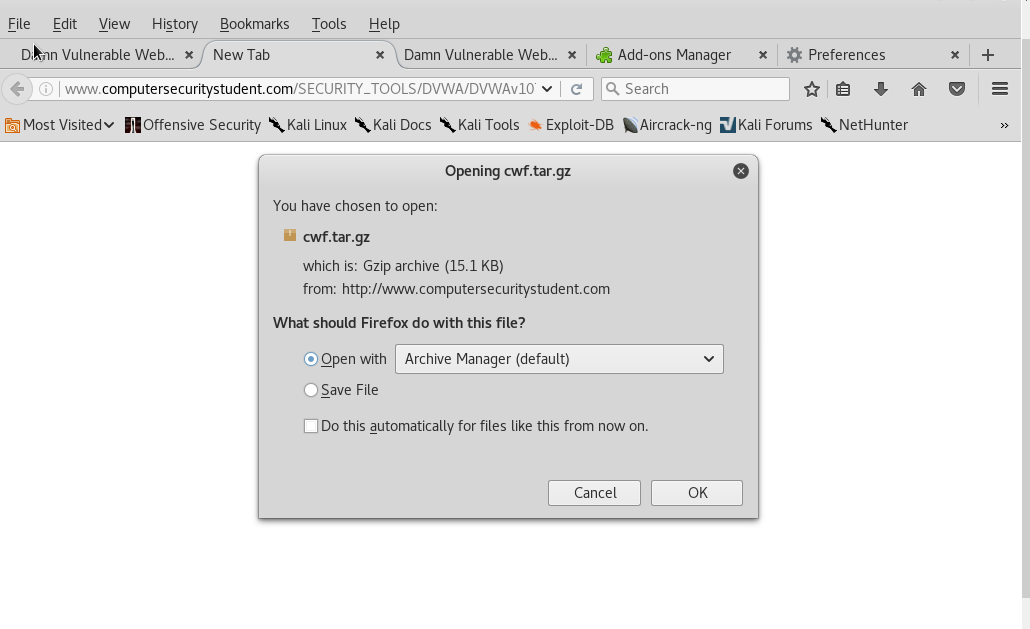 File Edit View History Bookmarks Tools Help
Damn Vulnerable Web... New Tab Damn Vulnerable Web... Add-ons Manager Preferences
www.computersecuritystudent.com/SECURITY_TOOLS/DVWA/DVWAv10 Search
Most Visited Offensive Security Kali Linux Kali Docs Kali Tools Exploit-DB Aircrack-ng Kali Forums NetHunter »
Opening cwf.tar.gz
You have chosen to open:
cwf.tar.gz
which is: Gzip archive (15.1 KB)
from: http://www.computersecuritystudent.com
What should Firefox do with this file?
Open with Archive Manager (default)
Save File
Do this automatically for files like this from now on.
Cancel OK